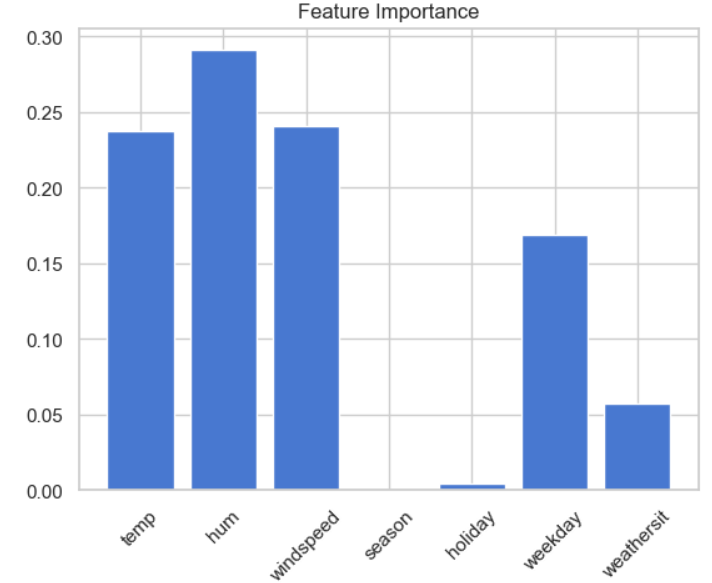 Feature Importance
0.30
0.25
0.20
0.15
0.10
0.05
0.00
temp
hum
windspeed
season
holiday
weekday
weathersit